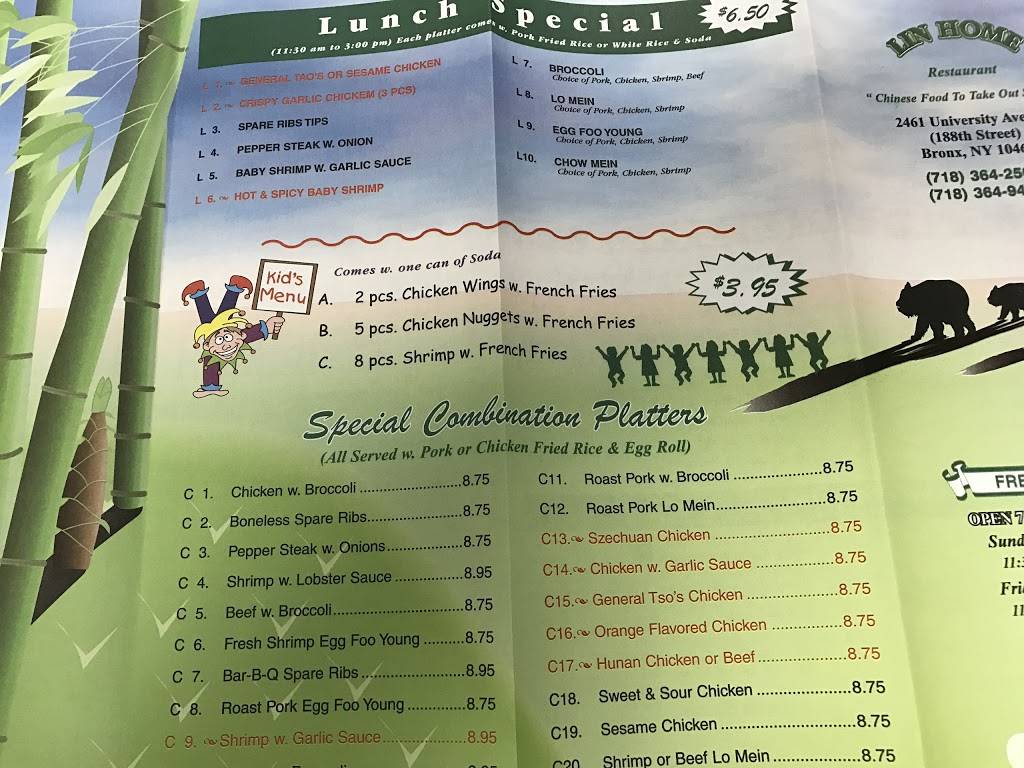 Lunch Special
$6.50
(11:30 am to 3:00 pm) Each platter comes w. Pork Fried Rice or White Rice & Soda
L 1. GENERAL TAO'S OR SESAME CHICKEN
L 2. CRISPY GARLIC CHICKEM (3 PCS)
L 3. SPARE RIBS TIPS
L 4. PEPPER STEAK W. ONION
L 5. BABY SHRIMP W. GARLIC SAUCE
L 6. HOT & SPICY BABY SHRIMP
L 7. BROCCOLI
Choice of Pork, Chicken, Shrimp, Beef
L 8. LO MEIN
Choice of Pork, Chicken, Shrimp
L 9. EGG FOO YOUNG
Choice of Pork, Chicken, Shrimp
L10. CHOW MEIN
Choice of Pork, Chicken, Shrimp
LIN HOME
Restaurant
" Chinese Food To Take Out
2461 University Ave
(188th Street)
Bronx, NY 1046
(718) 364-25
(718) 364-94
Kid's
Menu
Comes w. one can of Soda
$3.95
A. 2 pcs. Chicken Wings w. French Fries
B. 5 pcs. Chicken Nuggets w. French Fries
C. 8 pcs. Shrimp w. French Fries
Special Combination Platters
(All Served w. Pork or Chicken Fried Rice & Egg Roll)
C 1. Chicken w. Broccoli ....................8.75
C 2. Boneless Spare Ribs....................8.75
C 3. Pepper Steak w. Onions................8.75
C 4. Shrimp w. Lobster Sauce ..............8.95
C 5. Beef w. Broccoli...........................8.75
C 6. Fresh Shrimp Egg Foo Young .........8.75
C 7. Bar-B-Q Spare Ribs......................8.95
C 8. Roast Pork Egg Foo Young ............8.75
C 9. Shrimp w. Garlic Sauce.................8.95
C11. Roast Pork w. Broccoli ..................8.75
C12. Roast Pork Lo Mein......................8.75
C13. Szechuan Chicken .......................8.75
C14. Chicken w. Garlic Sauce ...............8.75
C15. General Tso's Chicken ..................8.75
C16. Orange Flavored Chicken ..............8.75
C17. Hunan Chicken or Beef.................8.75
C18. Sweet & Sour Chicken ..................8.75
C19. Sesame Chicken ..........................8.75
C20 Shrimp or Beef Lo Mein .................8.75
FRE
OPEN 7
Sund
11:
Fri
11